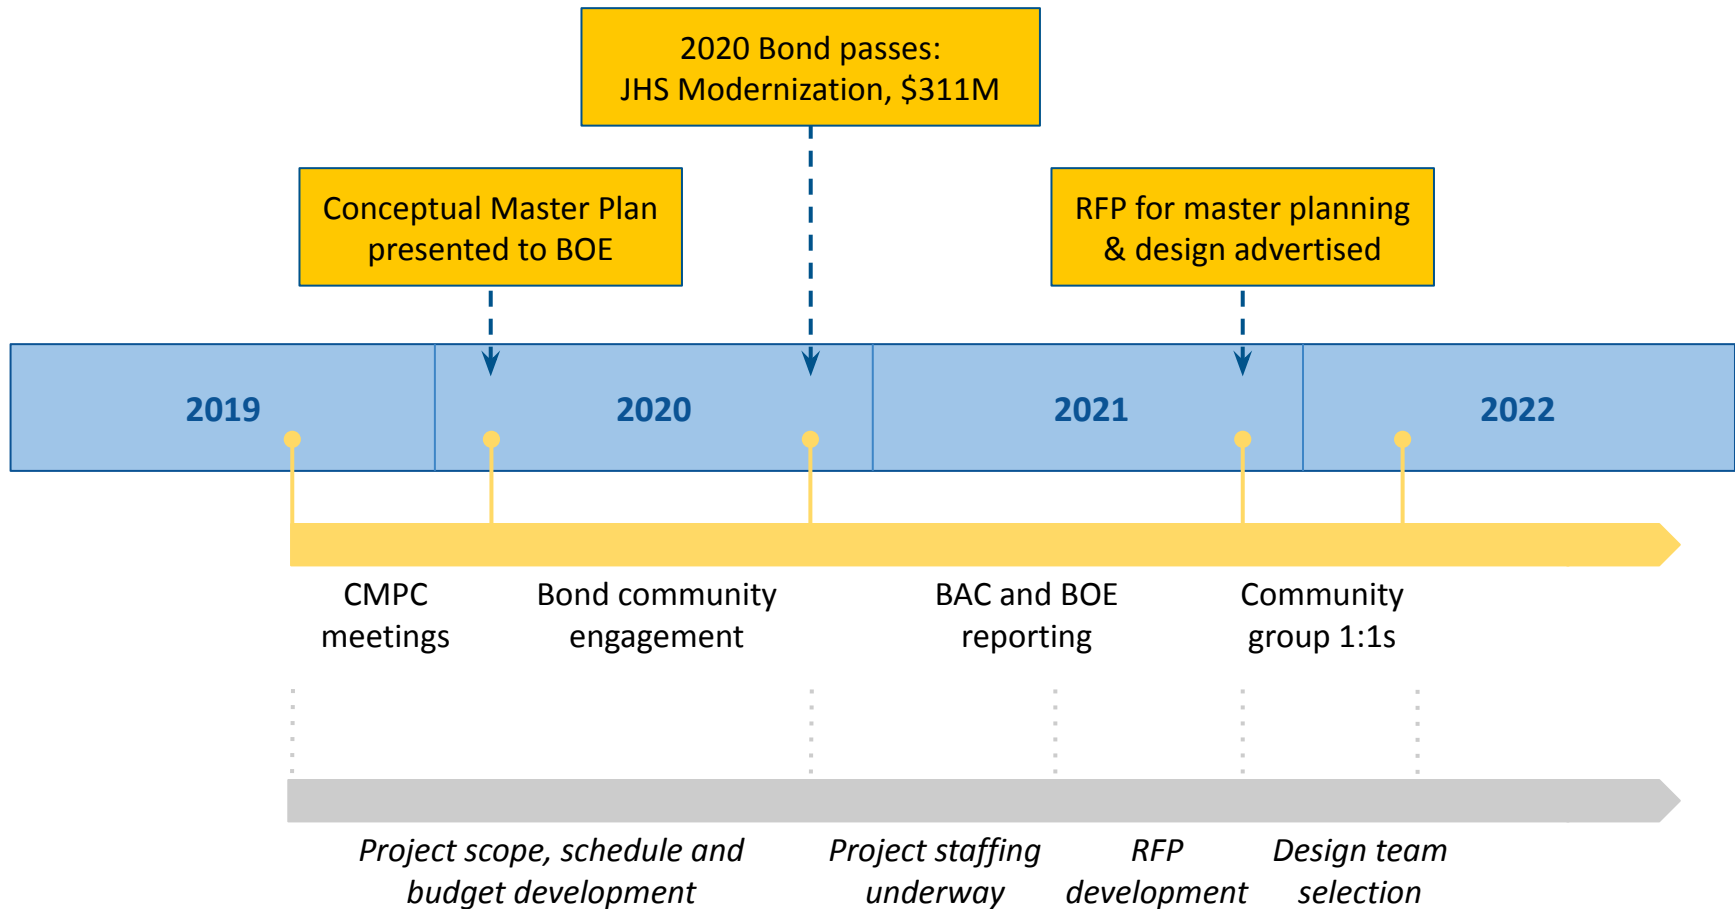 2020 Bond passes:
JHS Modernization, $311M
Conceptual Master Plan
presented to BOE
RFP for master planning
& design advertised
2019
2020
2021
2022
CMPC
meetings
Bond community
engagement
BAC and BOE
reporting
Community
group 1:1s
Project scope, schedule and
budget development
Project staffing
underway
RFP
development
Design team
selection